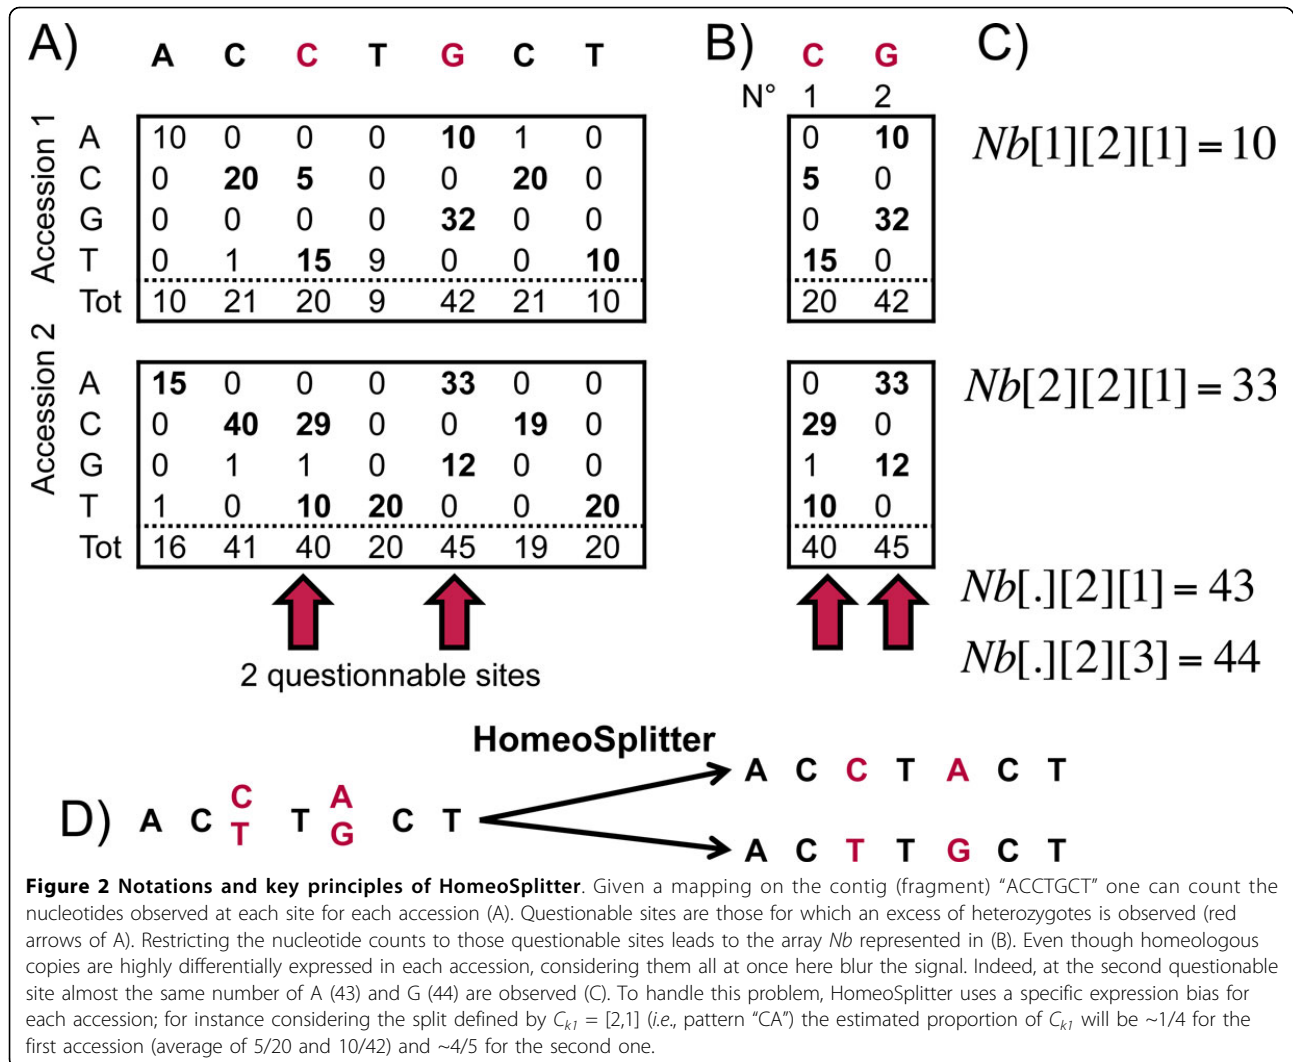 A)
A C C T G C T
Accession 1
A 10 0 0 0 10 1 0
C 0 20 5 0 0 20 0
G 0 0 0 0 32 0 0
T 0 1 15 9 0 0 10
Tot 10 21 20 9 42 21 10
Accession 2
A 15 0 0 0 33 0 0
C 0 40 29 0 0 19 0
G 0 1 1 0 12 0 0
T 1 0 10 20 0 0 20
Tot 16 41 40 20 45 19 20
2 questionnable sites
B)
C G
N° 1 2
0 10
5 0
0 32
15 0
20 42
0 33
29 0
1 12
10 0
40 45
C)
Nb[1][2][1] = 10
Nb[2][2][1] = 33
Nb[.][2][1] = 43
Nb[.][2][3] = 44
HomeoSplitter
D) A C C T A C T
T G
A C C T A C T
A C T T G C T
Figure 2 Notations and key principles of HomeoSplitter. Given a mapping on the contig (fragment) "ACCTGCT" one can count the
nucleotides observed at each site for each accession (A). Questionable sites are those for which an excess of heterozygotes is observed (red
arrows of A). Restricting the nucleotide counts to those questionable sites leads to the array Nb represented in (B). Even though homeologous
copies are highly differentially expressed in each accession, considering them all at once here blur the signal. Indeed, at the second questionable
site almost the same number of A (43) and G (44) are observed (C). To handle this problem, HomeoSplitter uses a specific expression bias for
each accession; for instance considering the split defined by Ck1 = [2,1] (i.e., pattern "CA") the estimated proportion of Ck1 will be ~1/4 for the
first accession (average of 5/20 and 10/42) and ~4/5 for the second one.